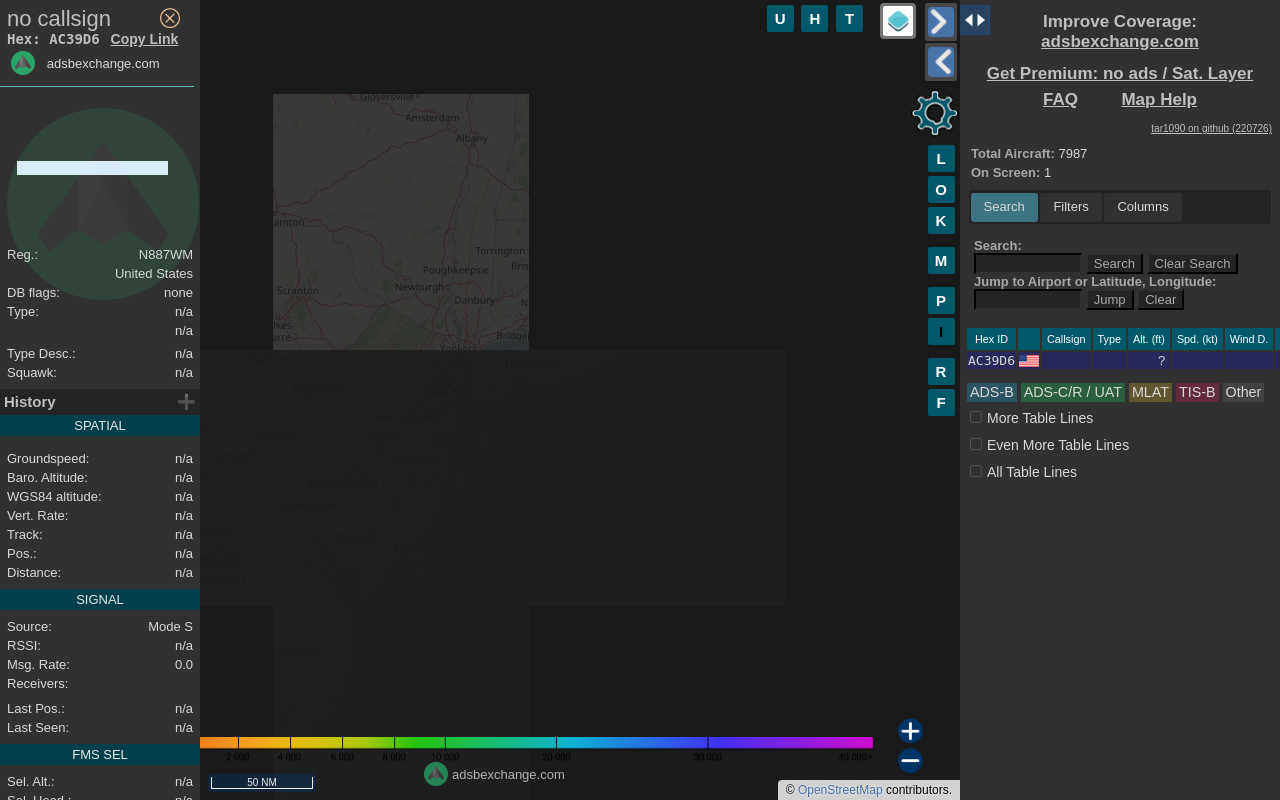 no callsign
Hex: AC39D6 Copy Link
adsbexchange.com
Reg.: N887WM
United States
DB flags: none
Type: n/a
n/a
Type Desc.: n/a
Squawk: n/a
History
SPATIAL
Groundspeed: n/a
Baro. Altitude: n/a
WGS84 altitude: n/a
Vert. Rate: n/a
Track: n/a
Pos.: n/a
Distance: n/a
SIGNAL
Source: Mode S
RSSI: n/a
Msg. Rate: 0.0
Receivers:
Last Pos.: n/a
Last Seen: n/a
FMS SEL
Sel. Alt.: n/a
Sel. Head.: n/a
U H T
Gloversville
Amsterdam
Albany
amton
Torrington
Bris
Poughkeepsie
Newburgh
Scranton
Danbury
N
lkes-
arre
Bridge
Yonkers
L
O
K
M
P
I
R
F
2 000 4 000 6 000 8 000 10 000 20 000 30 000 40 000+
adsbexchange.com
50 NM
© OpenStreetMap contributors.
Improve Coverage:
adsbexchange.com
Get Premium: no ads / Sat. Layer
FAQ Map Help
tar1090 on github (220726)
Total Aircraft: 7987
On Screen: 1
Search Filters Columns
Search:
Search Clear Search
Jump to Airport or Latitude, Longitude:
Jump Clear
Hex ID Callsign Type Alt. (ft) Spd. (kt) Wind D.
AC39D6 ?
ADS-B ADS-C/R / UAT MLAT TIS-B Other
More Table Lines
Even More Table Lines
All Table Lines